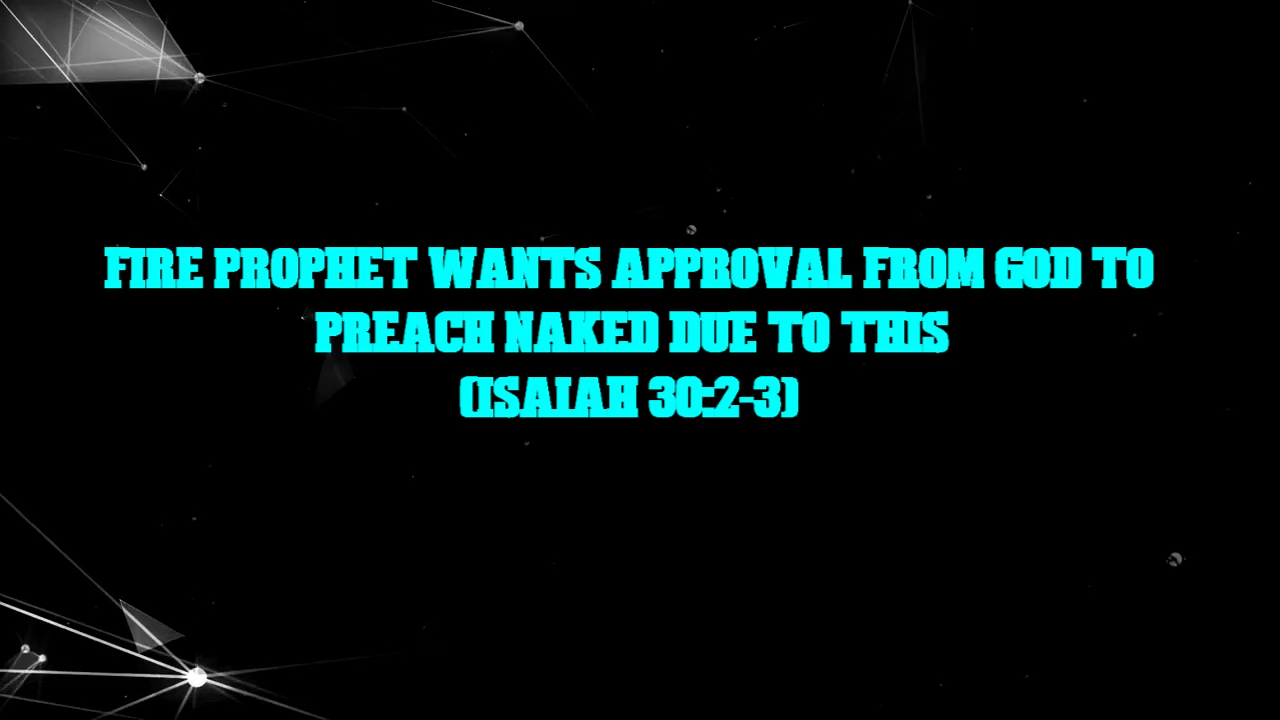 FIRE PROPHET WANTS APPROVAL FROM GOD TO
PREACH NAKED DUE TO THIS
(ISAIAH 30:2-3)